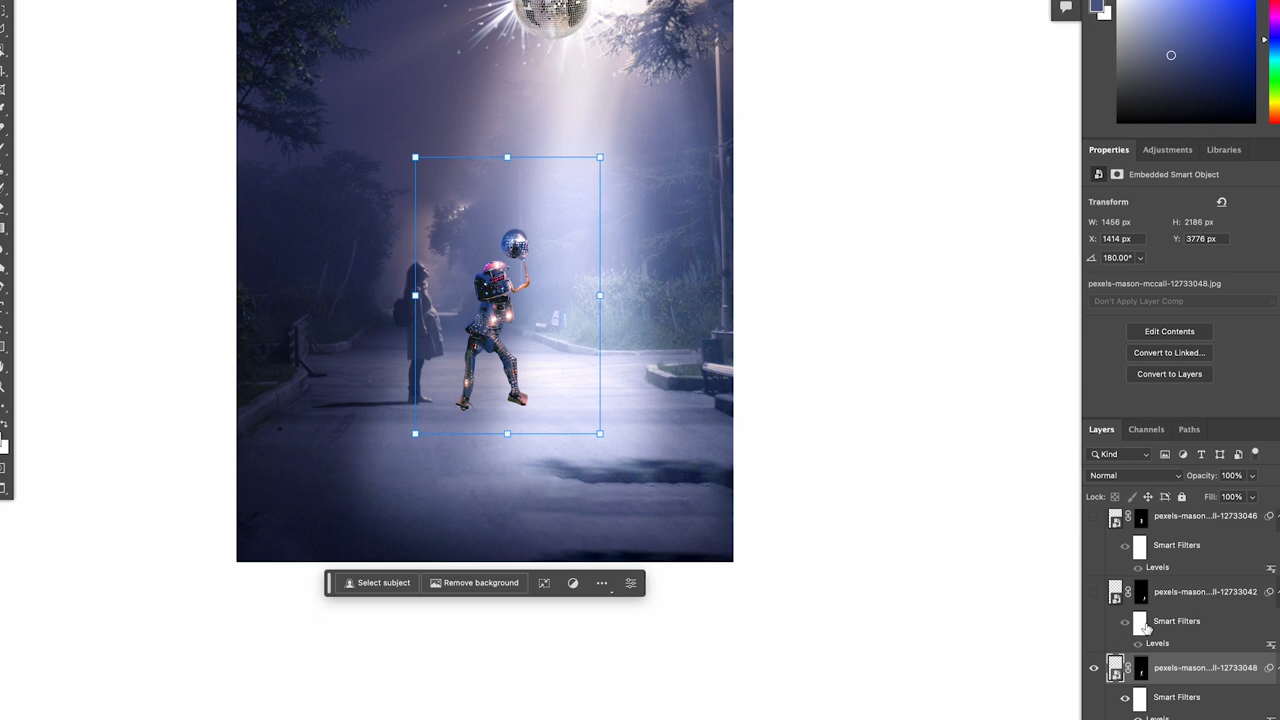 Properties
Adjustments
Libraries
Embedded Smart Object
Transform
W: 1456 px
H: 2186 px
X: 1414 px
Y: 3776 px
180.00°
pexels-mason-mccall-12733048.jpg
Don't Apply Layer Comp
Edit Contents
Convert to Linked...
Convert to Layers
Layers
Channels
Paths
Kind
Normal
Opacity: 100%
Lock:
Fill: 100%
pexels-mason...ll-12733046
Smart Filters
Levels
pexels-mason...ll-12733042
Smart Filters
Levels
pexels-mason...ll-12733048
Smart Filters
Levels
Select subject
Remove background